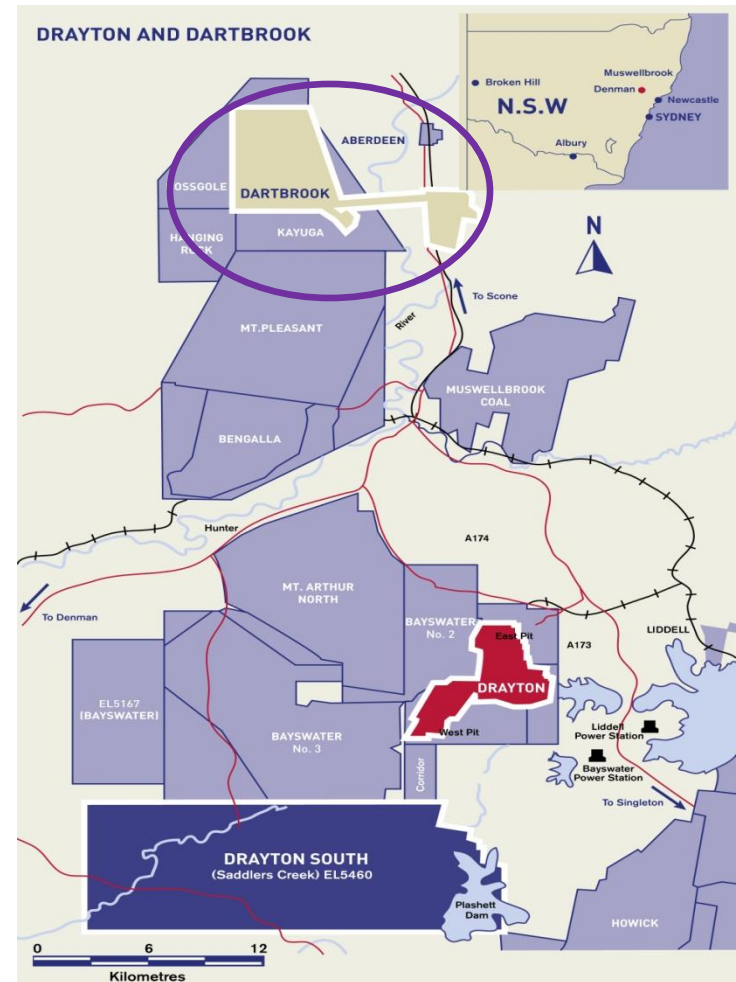 DRAYTON AND DARTBROOK
Muswellbrook
Broken Hill
Denman
N.S.W
Newcastle
SYDNEY
Albury
ABERDEEN
OSSGOLE
DARTBROOK
HANGING
ROCK
KAYUGA
N
To Scone
River
MT.PLEASANT
MUSWELLBROOK
COAL
BENGALLA
Hunter
A174
MT. ARTHUR
NORTH
To Denman
BAYSWATER
No. 2
East Pit
A173
LIDDELL
DRAYTON
EL5167
(BAYSWATER)
BAYSWATER
No. 3
West Pit
Liddell
Power Station
Bayswater
Power Station
Corridor
To Singleton
DRAYTON SOUTH
(Saddlers Creek) EL5460
Plashett
Dam
HOWICK
0 6 12
Kilometres